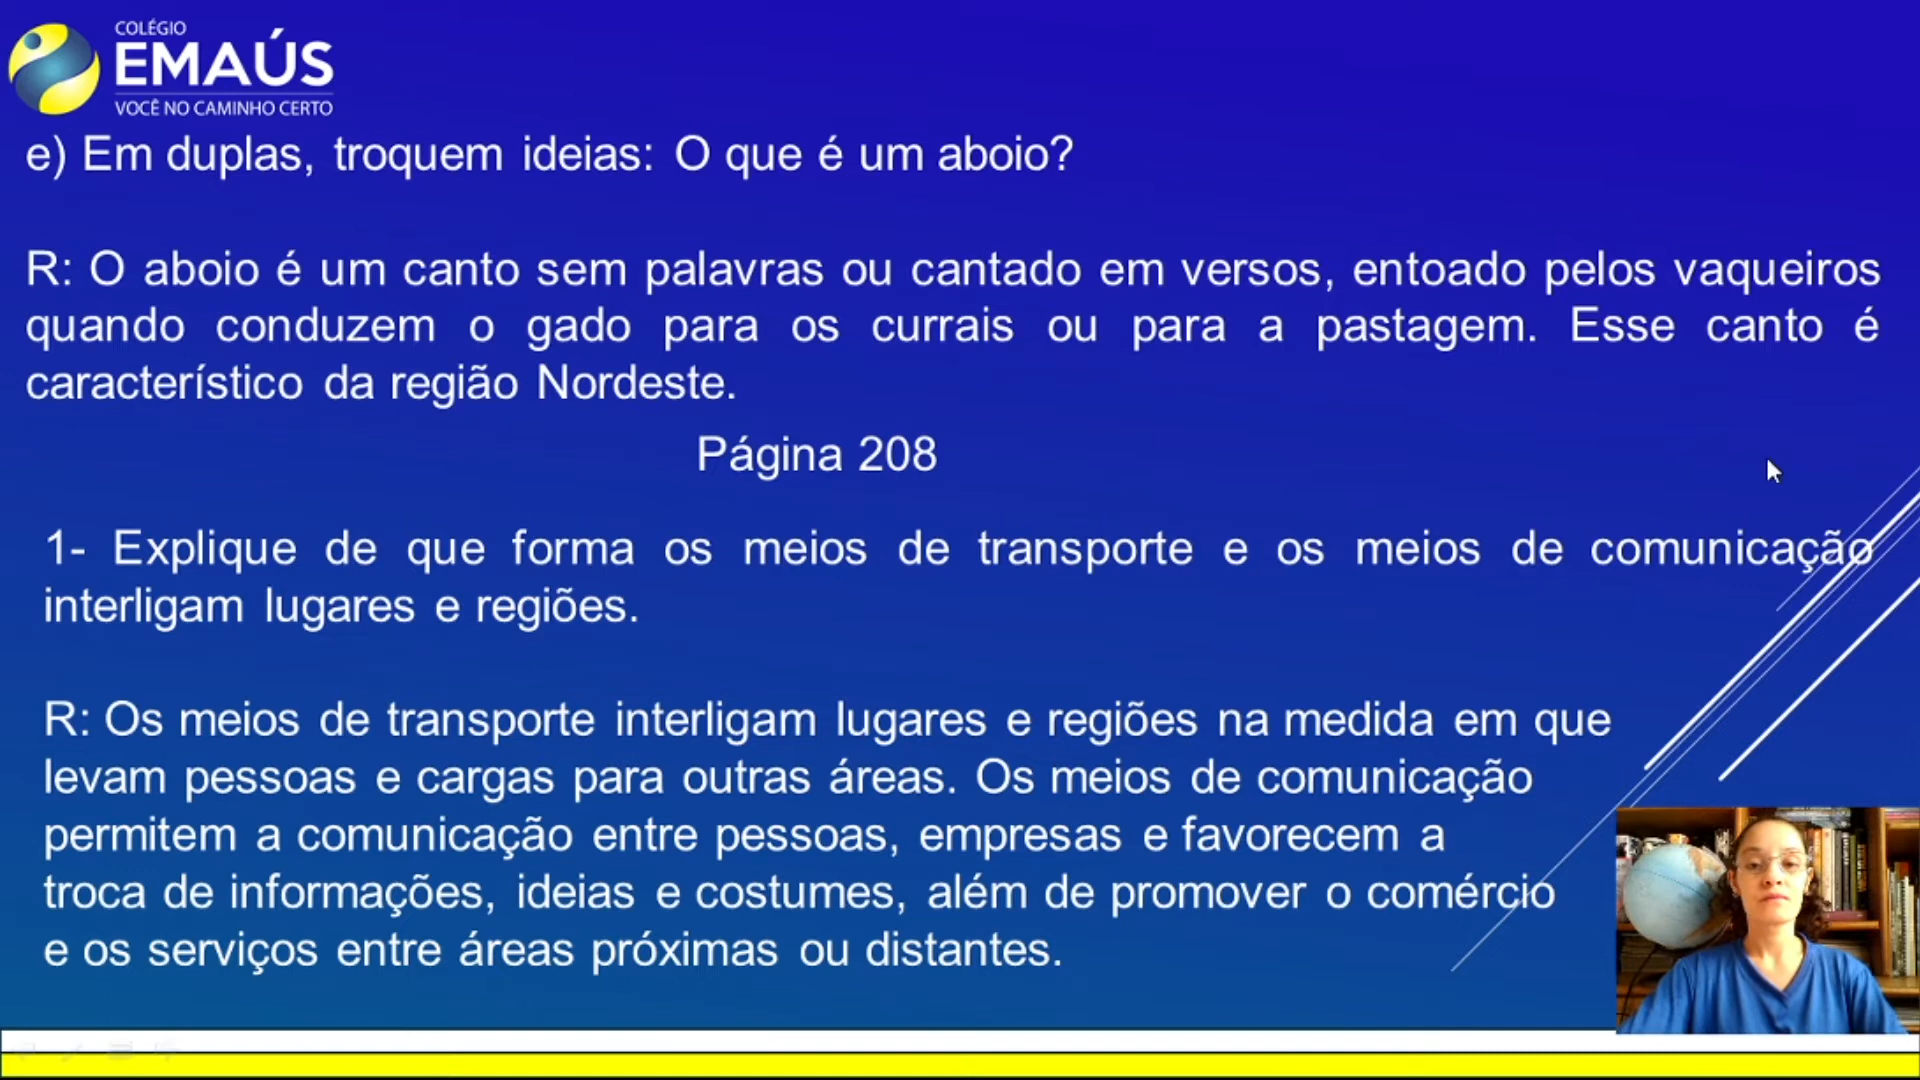 COLÉGIO
EMAÚS
VOCÊ NO CAMINHO CERTO
e) Em duplas, troquem ideias: O que é um aboio?
R: O aboio é um canto sem palavras ou cantado em versos, entoado pelos vaqueiros
quando conduzem o gado para os currais ou para a pastagem. Esse canto é
característico da região Nordeste.
Página 208
1- Explique de que forma os meios de transporte e os meios de comunicação
interligam lugares e regiões.
R: Os meios de transporte interligam lugares e regiões na medida em que
levam pessoas e cargas para outras áreas. Os meios de comunicação
permitem a comunicação entre pessoas, empresas e favorecem a
troca de informações, ideias e costumes, além de promover o comércio
e os serviços entre áreas próximas ou distantes.